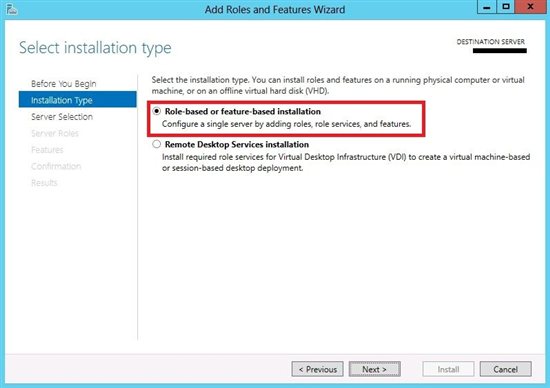 Add Roles and Features Wizard
Select installation type
DESTINATION SERVER
Before You Begin
Installation Type
Server Selection
Server Roles
Features
Confirmation
Results
Select the installation type. You can install roles and features on a running physical computer or virtual
machine, or on an offline virtual hard disk (VHD).
Role-based or feature-based installation
Configure a single server by adding roles, role services, and features.
Remote Desktop Services installation
Install required role services for Virtual Desktop Infrastructure (VDI) to create a virtual machine-based
or session-based desktop deployment.
< Previous
Next >
Install
Cancel